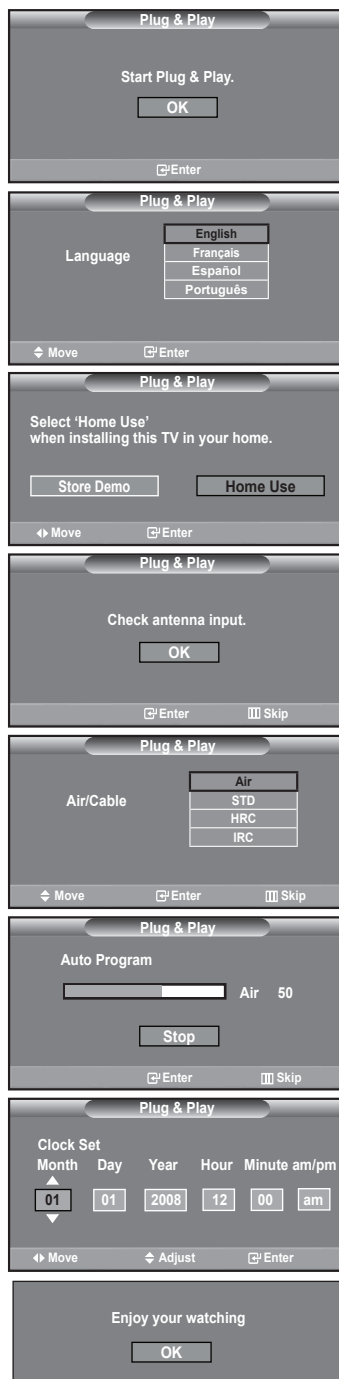 Plug & Play
Start Plug & Play.
OK
Enter
Plug & Play
Language
English
Français
Español
Português
Move Enter
Plug & Play
Select ‘Home Use’
when installing this TV in your home.
Store Demo Home Use
Move Enter
Plug & Play
Check antenna input.
OK
Enter Skip
Plug & Play
Air/Cable
Air
STD
HRC
IRC
Move Enter Skip
Plug & Play
Auto Program
Air 50
Stop
Enter Skip
Plug & Play
Clock Set
Month Day Year Hour Minute am/pm
01 01 2008 12 00 am
Move Adjust Enter
Enjoy your watching
OK